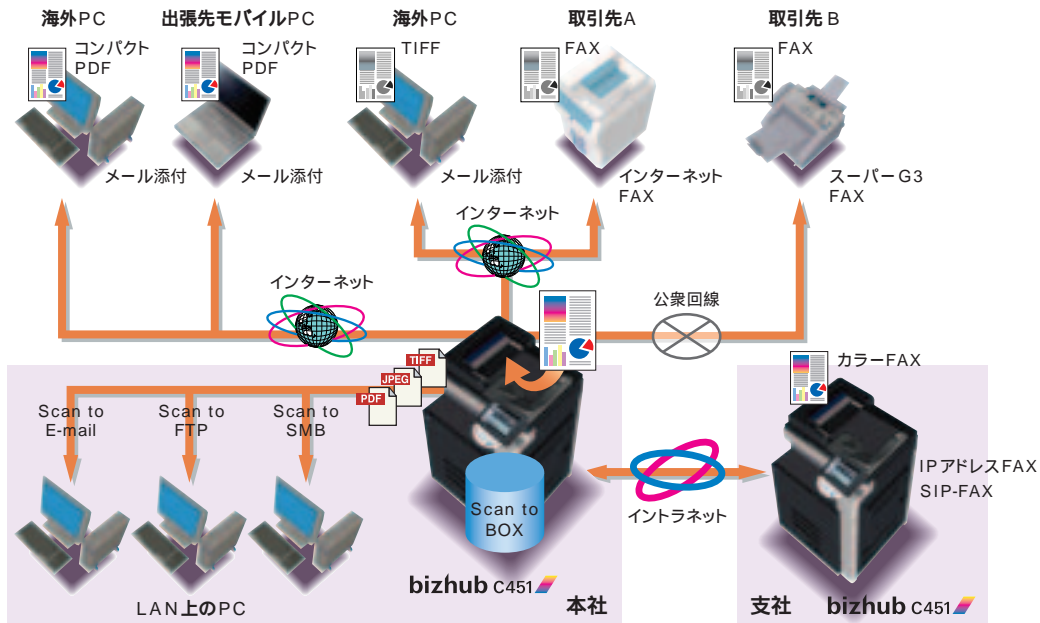 海外PC
出張先モバイルPC
海外PC
取引先A
取引先B
コンパクト
PDF
コンパクト
PDF
TIFF
FAX
FAX
メール添付
メール添付
メール添付
インターネット
FAX
スーパーG3
FAX
インターネット
インターネット
公衆回線
TIFF
JPEG
PDF
カラーFAX
Scan to
E-mail
Scan to
FTP
Scan to
SMB
Scan to
BOX
イントラネット
IPアドレスFAX
SIP-FAX
LAN上のPC
bizhub C451
本社
支社
bizhub C451